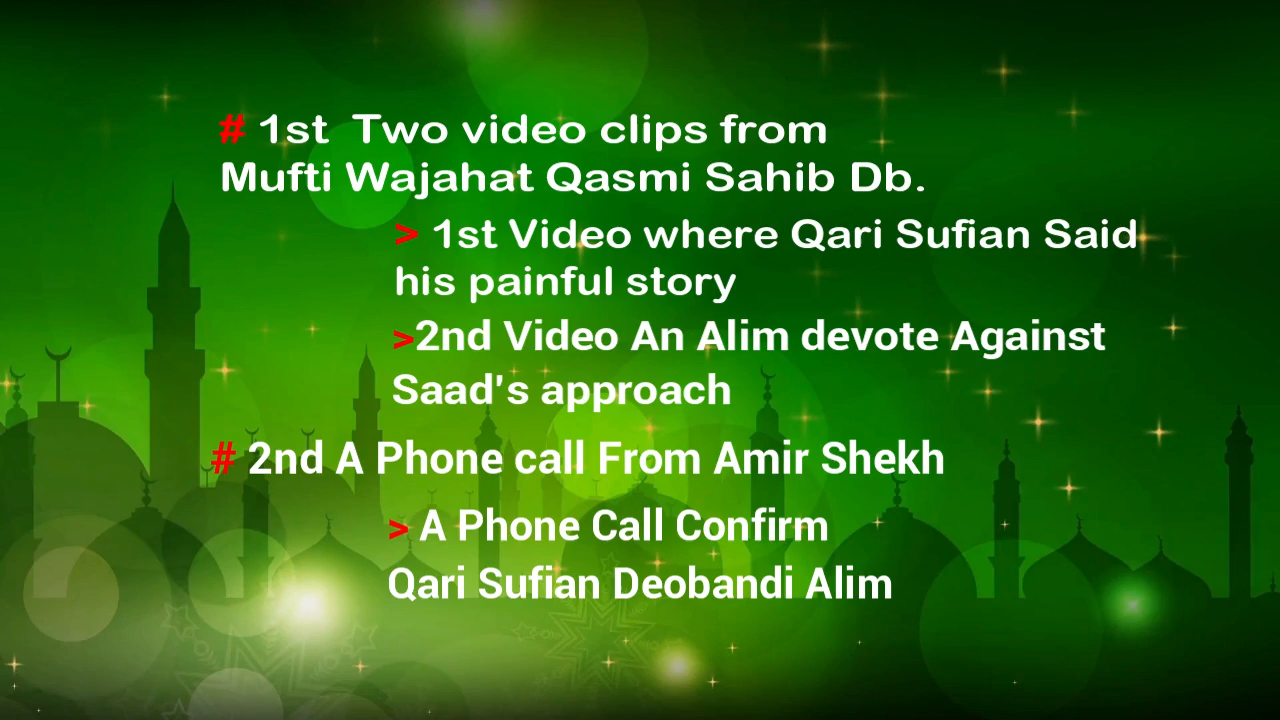 # 1st Two video clips from
Mufti Wajahat Qasmi Sahib Db.
> 1st Video where Qari Sufian Said
his painful story
>2nd Video An Alim devote Against
Saad's approach
# 2nd A Phone call From Amir Shekh
> A Phone Call Confirm
Qari Sufian Deobandi Alim